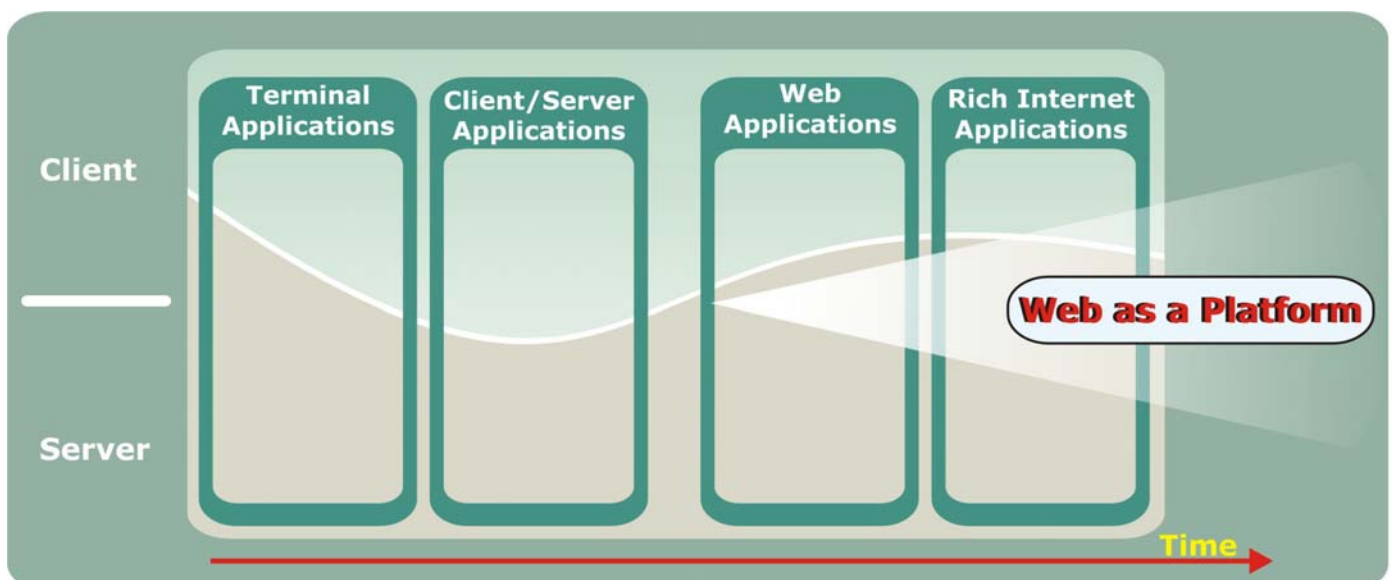 Terminal
Applications
Client/Server
Applications
Web
Applications
Rich Internet
Applications
Client
Web as a Platform
Server
Time